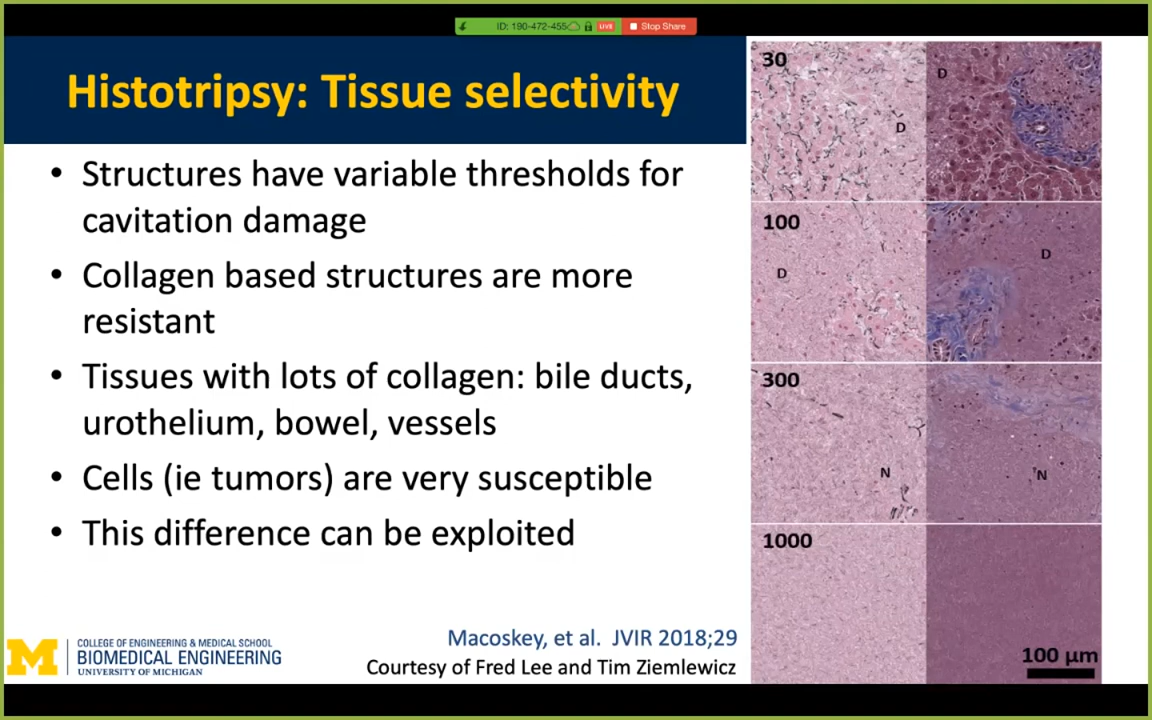 ID: 190-472-455 LIVE Stop Share
Histotripsy: Tissue selectivity
• Structures have variable thresholds for
cavitation damage
• Collagen based structures are more
resistant
• Tissues with lots of collagen: bile ducts,
urothelium, bowel, vessels
• Cells (ie tumors) are very susceptible
• This difference can be exploited
30
D
D
100
D
D
300
N
N
1000
100 µm
M
COLLEGE OF ENGINEERING & MEDICAL SCHOOL
BIOMEDICAL ENGINEERING
UNIVERSITY OF MICHIGAN
Macoskey, et al. JVIR 2018;29
Courtesy of Fred Lee and Tim Ziemlewicz